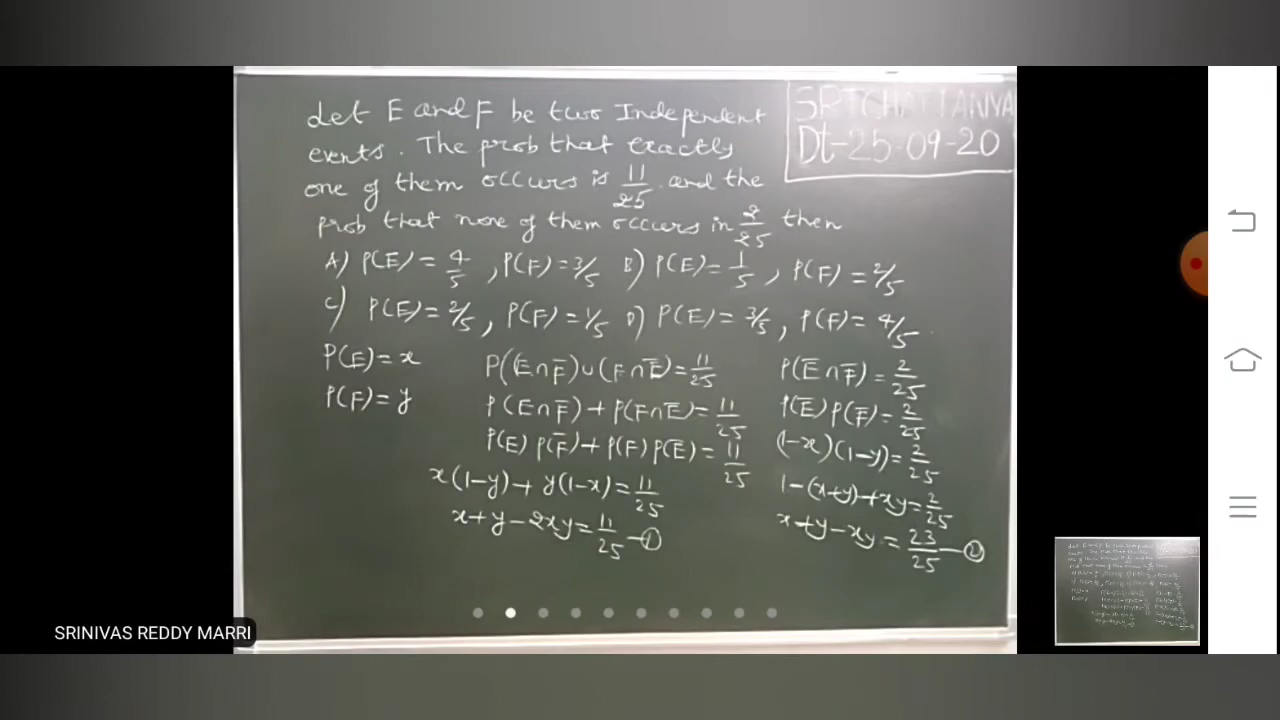 SRI CHAITANYA
Dt-25-09-20
Let E and F be two Independent
events. The prob that exactly
one of them occurs is 11/25 and the
prob that none of them occurs in 2/25 then
A) P(E) = 4/5, P(F) = 3/5 B) P(E) = 1/5, P(F) = 2/5
C) P(E) = 2/5, P(F) = 1/5 D) P(E) = 3/5, P(F) = 4/5
P(E) = x
P(F) = y
P((E∩F̅)∪(F∩E̅) = 11/25
P(E∩F̅) + P(F∩E̅) = 11/25
P(E) P(F̅) + P(F) P(E̅) = 11/25
x(1-y) + y(1-x) = 11/25
x+y-2xy = 11/25 —①
P(E̅∩F̅) = 2/25
P(E̅) P(F̅) = 2/25
(1-x)(1-y) = 2/25
1-(x+y)+xy = 2/25
x+y-xy = 23/25 —②
SRINIVAS REDDY MARRI